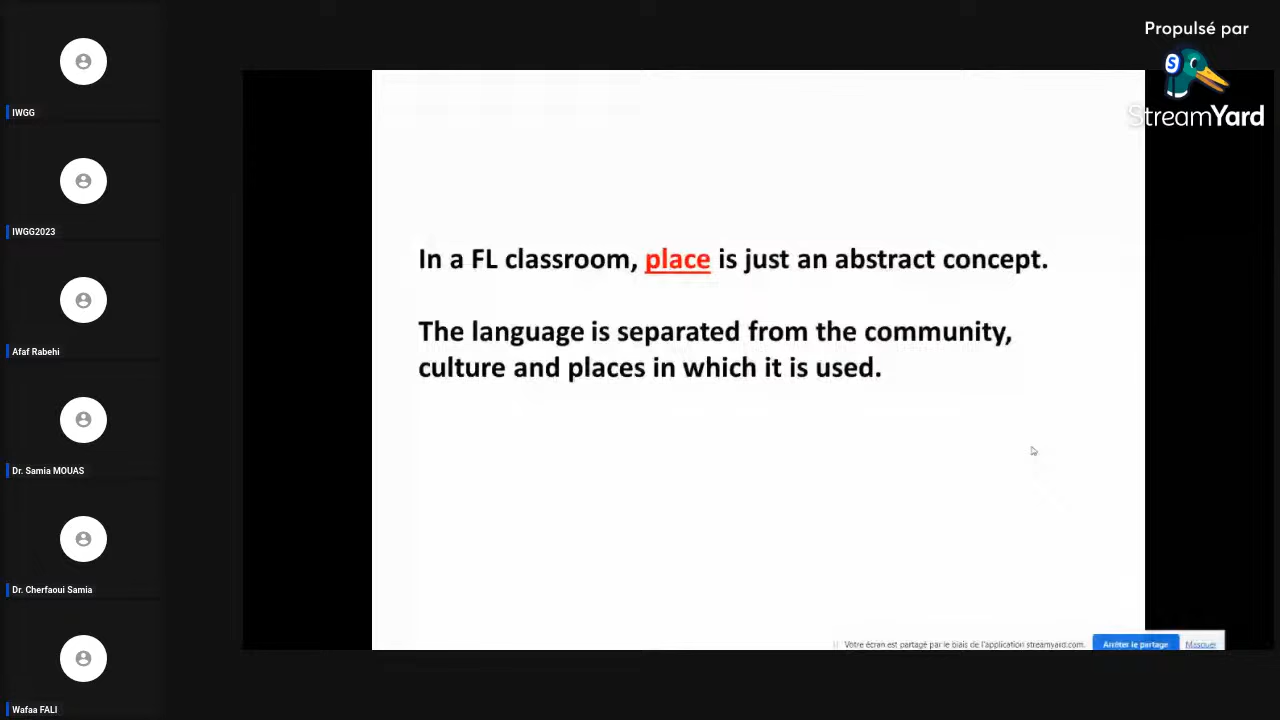 Propulsé par
StreamYard
IWGG
IWGG2023
Afaf Rabehi
Dr. Samia MOUAS
Dr. Cherfaoui Samia
Wafaa FALI
In a FL classroom, place is just an abstract concept.
The language is separated from the community,
culture and places in which it is used.
Votre écran est partagé par le biais de l'application streamyard.com.
Arrêter le partage
Masquer